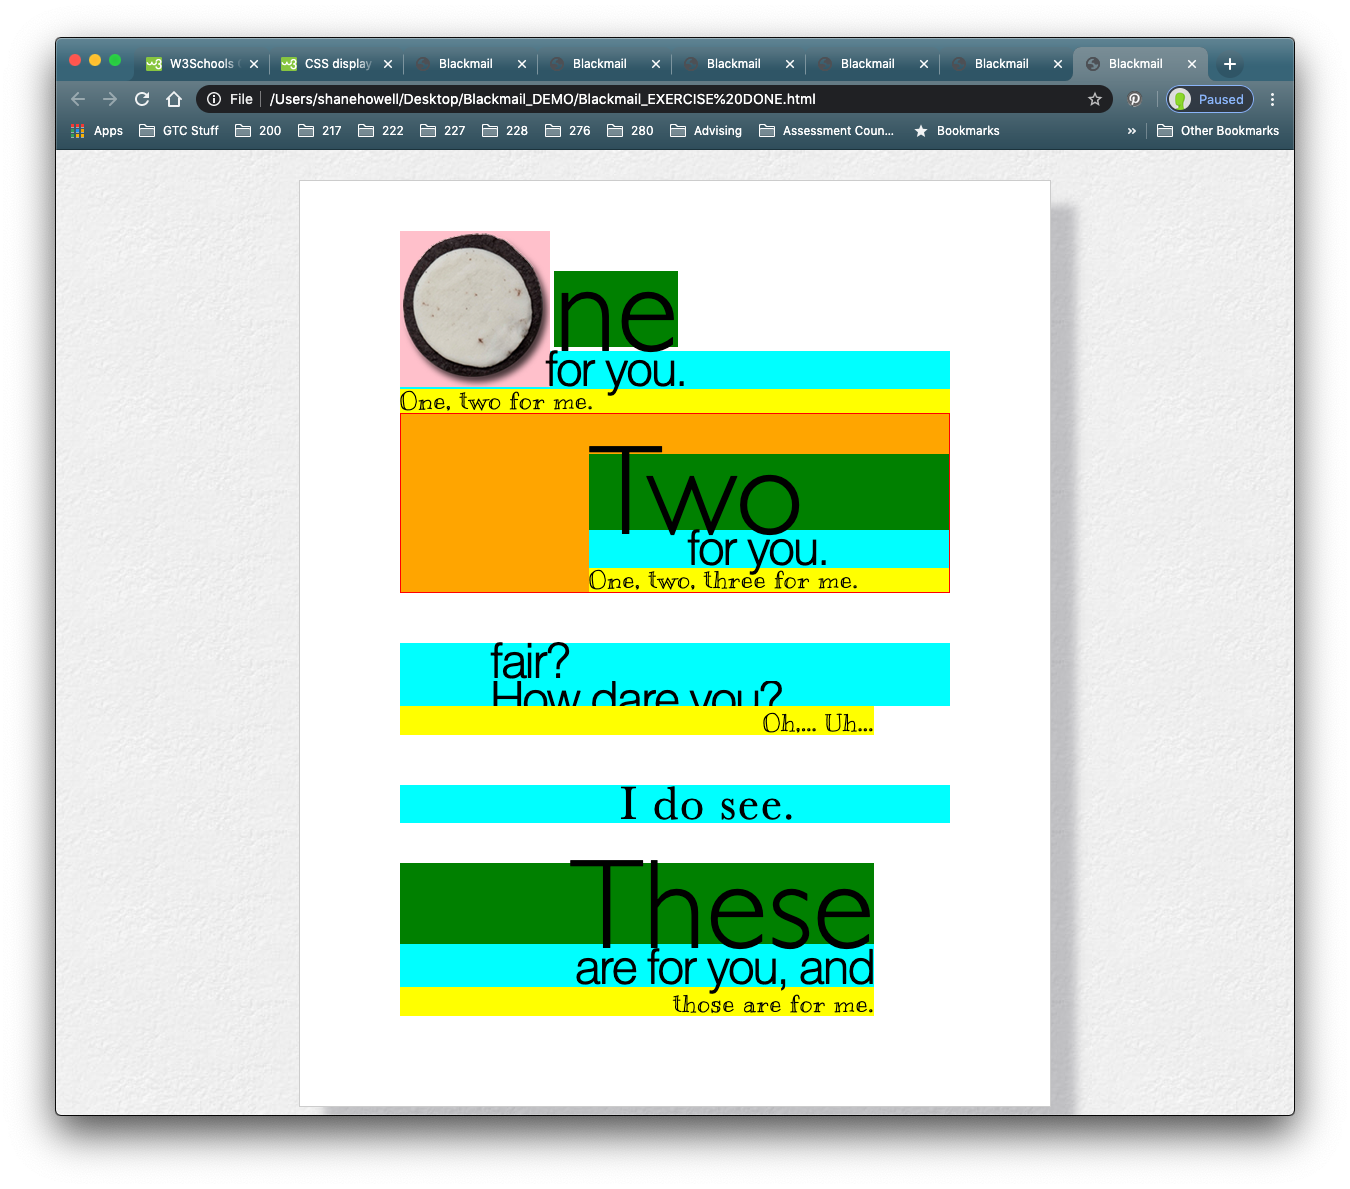 W3Schools
CSS display
Blackmail
Blackmail
Blackmail
Blackmail
Blackmail
Blackmail
File
/Users/shanehowell/Desktop/Blackmail_DEMO/Blackmail_EXERCISE%20DONE.html
Paused
Apps
GTC Stuff
200
217
222
227
228
276
280
Advising
Assessment Coun...
Bookmarks
»
Other Bookmarks
ne
for you.
One, two for me.
Two
for you.
One, two, three for me.
fair?
How dare you?
Oh,... Uh...
I do see.
These
are for you, and
those are for me.